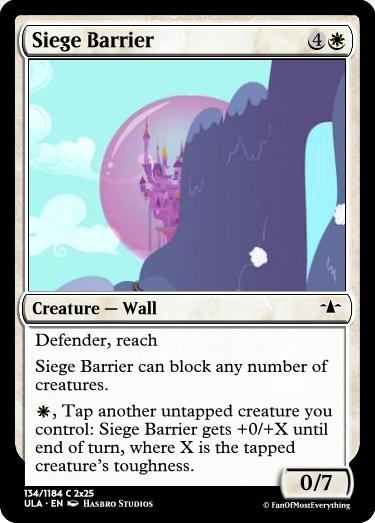 Siege Barrier 4
Creature — Wall
Defender, reach
Siege Barrier can block any number of
creatures.
, Tap another untapped creature you
control: Siege Barrier gets +0/+X until
end of turn, where X is the tapped
creature's toughness.
0/7
134/1184 C 2x25
ULA • EN Hasbro Studios
© FanOfMostEverything